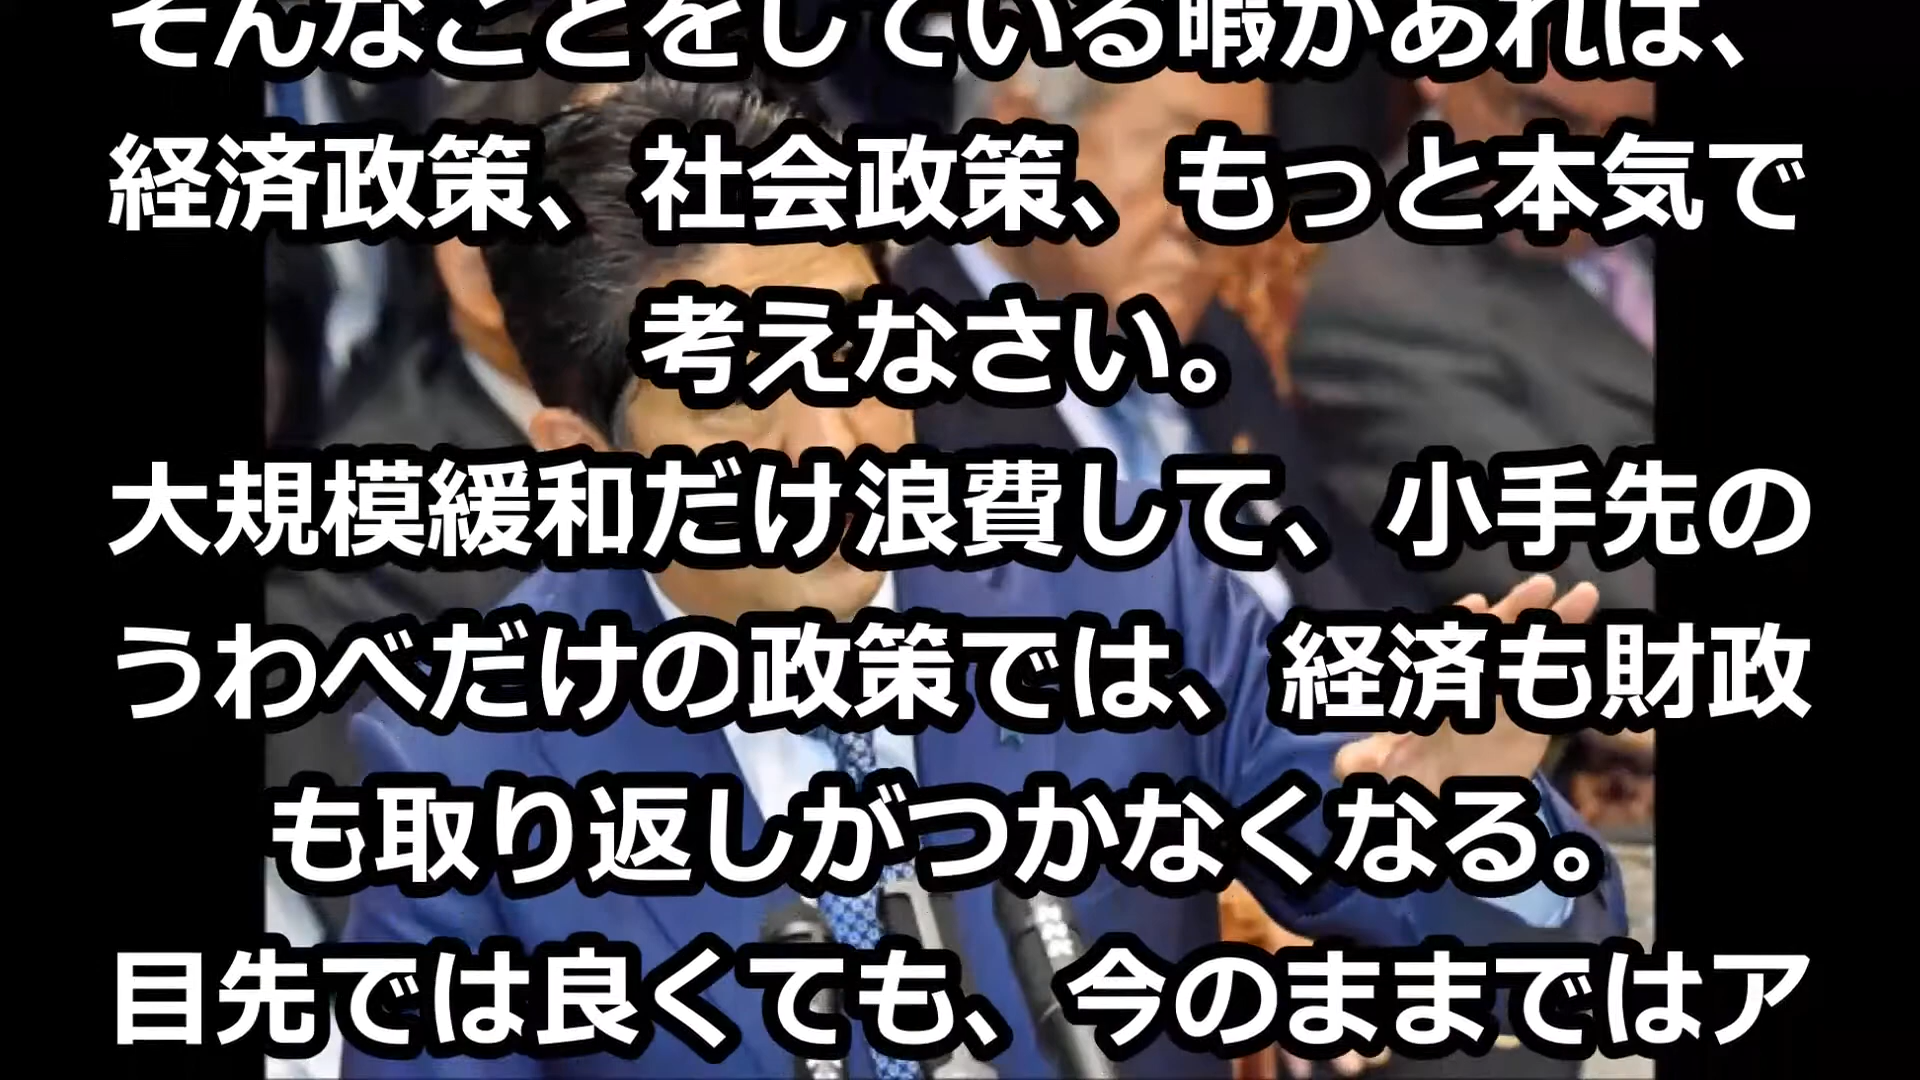 そんなことをしている暇があれば、
経済政策、社会政策、もっと本気で
考えなさい。
大規模緩和だけ浪費して、小手先の
うわべだけの政策では、経済も財政
も取り返しがつかなくなる。
目先では良くても、今のままではア
NHK